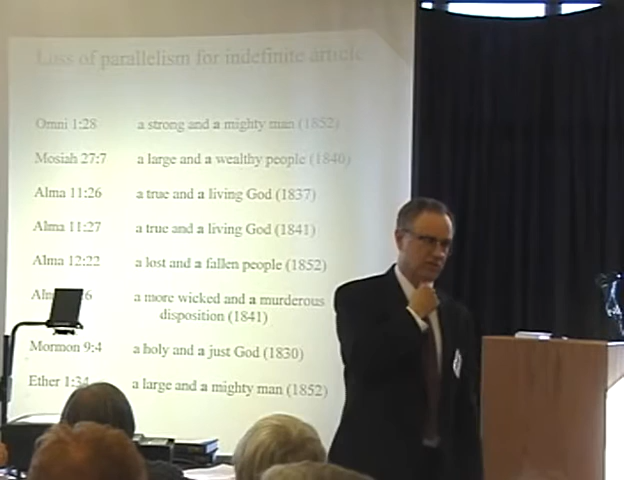 Loss of parallelism for indefinite article
Omni 1:28 a strong and a mighty man (1852)
Mosiah 27:7 a large and a wealthy people (1840)
Alma 11:26 a true and a living God (1837)
Alma 11:27 a true and a living God (1841)
Alma 12:22 a lost and a fallen people (1852)
a more wicked and a murderous
disposition (1841)
Mormon 9:4 a holy and a just God (1830)
Ether 1:34 a large and a mighty man (1852)